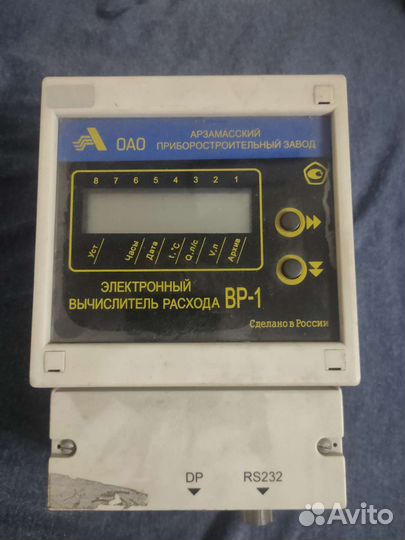 ОАО
АРЗАМАССКИЙ
ПРИБОРОСТРОИТЕЛЬНЫЙ ЗАВОД
8 7 6 5 4 3 2 1
Уст Часы Дата t,°C Q,л/с V,л Архив
ЭЛЕКТРОННЫЙ
ВЫЧИСЛИТЕЛЬ РАСХОДА ВР-1
Сделано в России
DP RS232
Avito